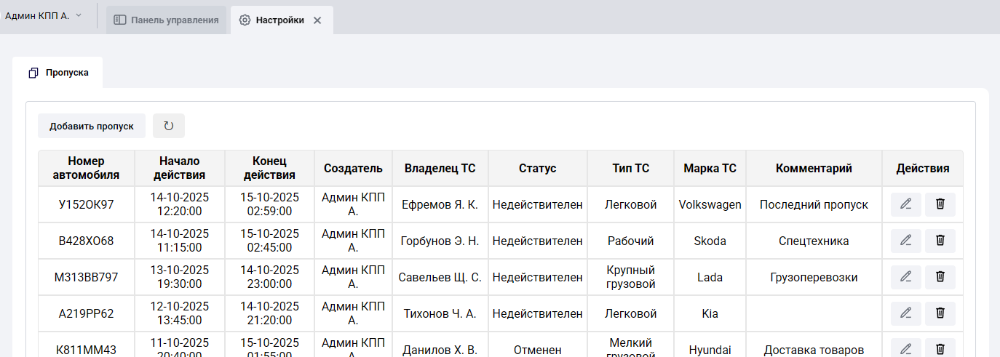 Админ КПП А.
Панель управления
Настройки
Пропуска
Добавить пропуск
Номер автомобиля
Начало действия
Конец действия
Создатель
Владелец ТС
Статус
Тип ТС
Марка ТС
Комментарий
Действия
У152ОК97
14-10-2025 12:20:00
15-10-2025 02:59:00
Админ КПП А.
Ефремов Я. К.
Недействителен
Легковой
Volkswagen
Последний пропуск
В428ХО68
14-10-2025 11:15:00
15-10-2025 02:45:00
Админ КПП А.
Горбунов Э. Н.
Недействителен
Рабочий
Skoda
Спецтехника
М313ВВ797
13-10-2025 19:30:00
14-10-2025 23:00:00
Админ КПП А.
Савельев Щ. С.
Недействителен
Крупный грузовой
Lada
Грузоперевозки
А219РР62
12-10-2025 13:45:00
14-10-2025 21:20:00
Админ КПП А.
Тихонов Ч. А.
Недействителен
Легковой
Kia
К811ММ43
11-10-2025 20:40:00
15-10-2025 01:55:00
Админ КПП А.
Данилов Х. В.
Отменен
Мелкий грузовой
Hyundai
Доставка товаров